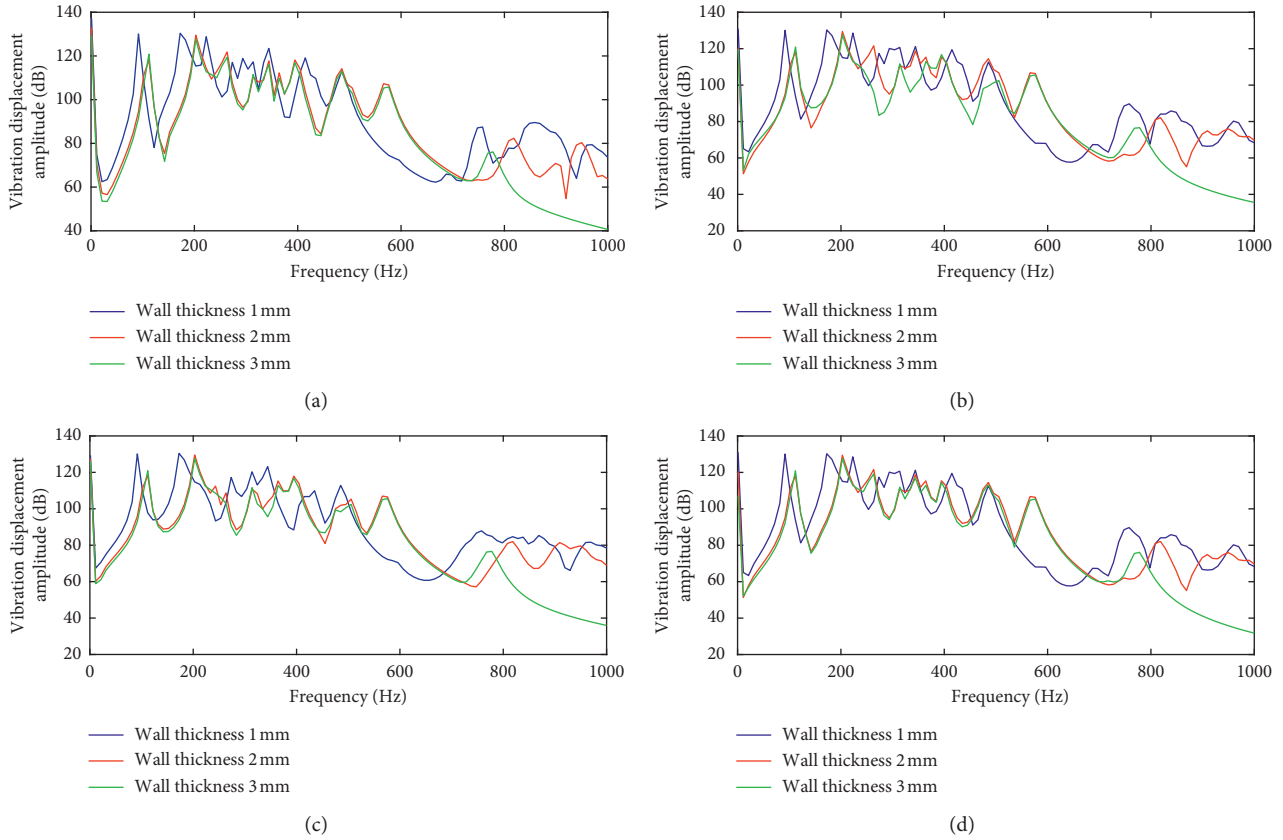 140
120
100
80
60
40
0 200 400 600 800 1000
Vibration displacement
amplitude (dB)
Frequency (Hz)
Wall thickness 1 mm
Wall thickness 2 mm
Wall thickness 3 mm
(a)
140
120
100
80
60
40
20
0 200 400 600 800 1000
Vibration displacement
amplitude (dB)
Frequency (Hz)
Wall thickness 1 mm
Wall thickness 2 mm
Wall thickness 3 mm
(b)
140
120
100
80
60
40
20
0 200 400 600 800 1000
Vibration displacement
amplitude (dB)
Frequency (Hz)
Wall thickness 1 mm
Wall thickness 2 mm
Wall thickness 3 mm
(c)
140
120
100
80
60
40
20
0 200 400 600 800 1000
Vibration displacement
amplitude (dB)
Frequency (Hz)
Wall thickness 1 mm
Wall thickness 2 mm
Wall thickness 3 mm
(d)